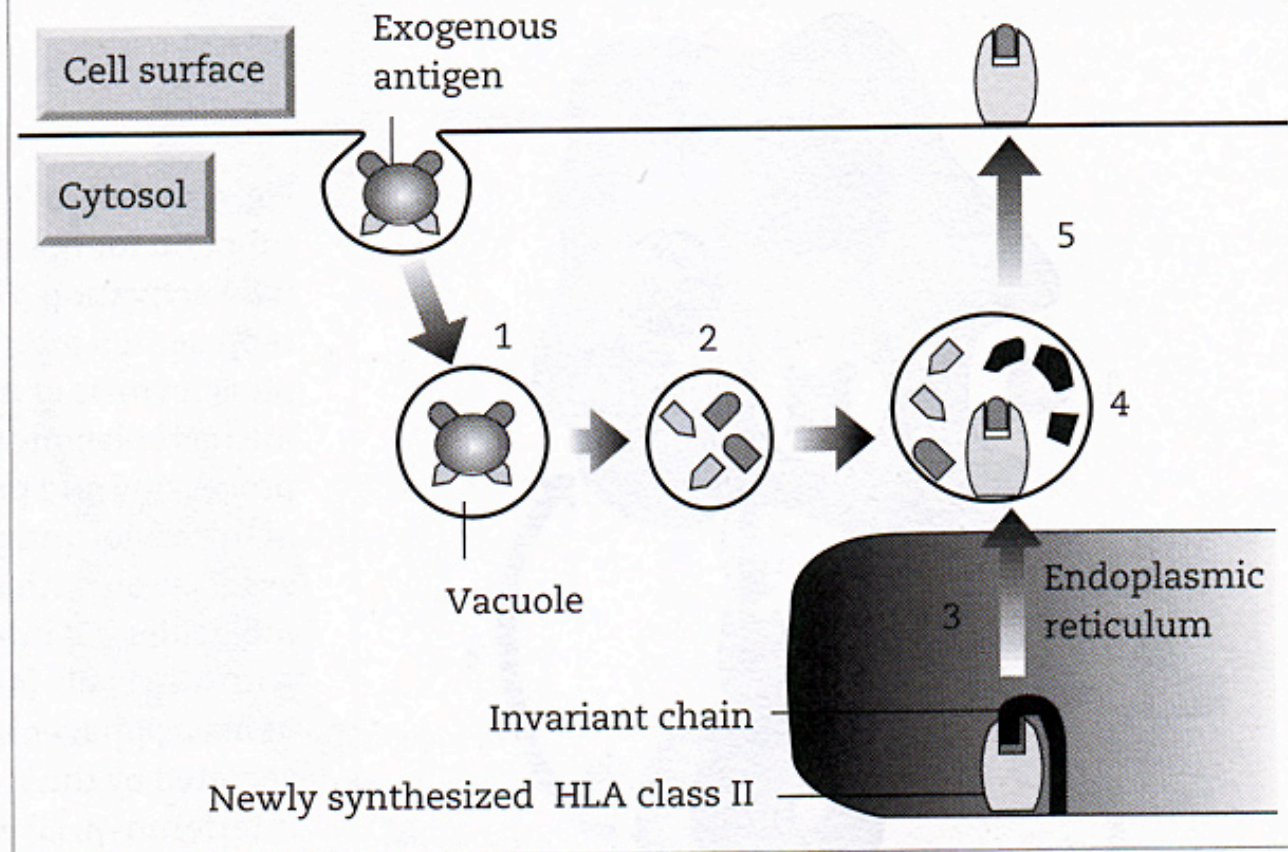 Exogenous
antigen
Cell surface
Cytosol
5
1
2
4
Vacuole
Endoplasmic
reticulum
3
Invariant chain
Newly synthesized HLA class II